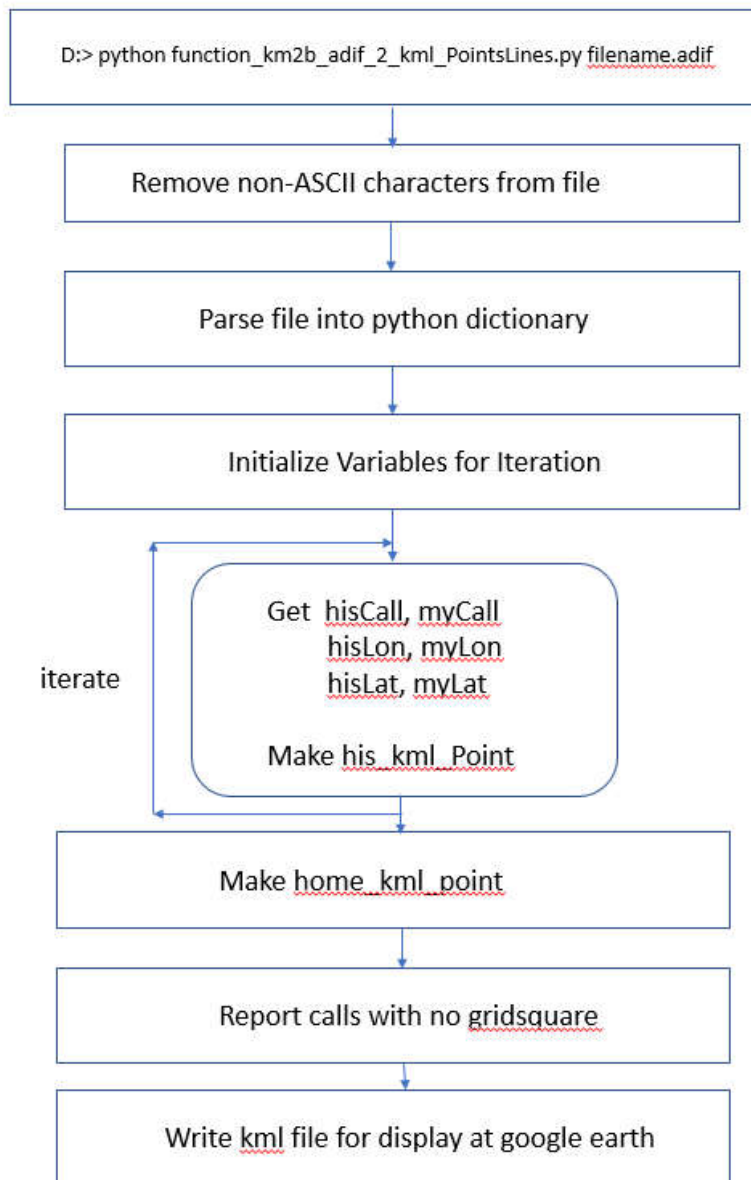 D:> python function_km2b_adif_2_kml_PointsLines.py filename.adif
Remove non-ASCII characters from file
Parse file into python dictionary
Initialize Variables for Iteration
Get hisCall, myCall
hisLon, myLon
hisLat, myLat
iterate
Make his_kml_Point
Make home_kml_point
Report calls with no gridsquare
Write kml file for display at google earth